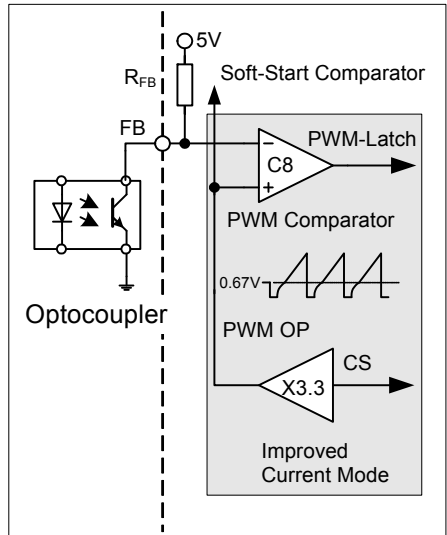 5V
RFB
Soft-Start Comparator
FB
PWM-Latch
C8
PWM Comparator
0.67V
Optocoupler
PWM OP
CS
X3.3
Improved
Current Mode